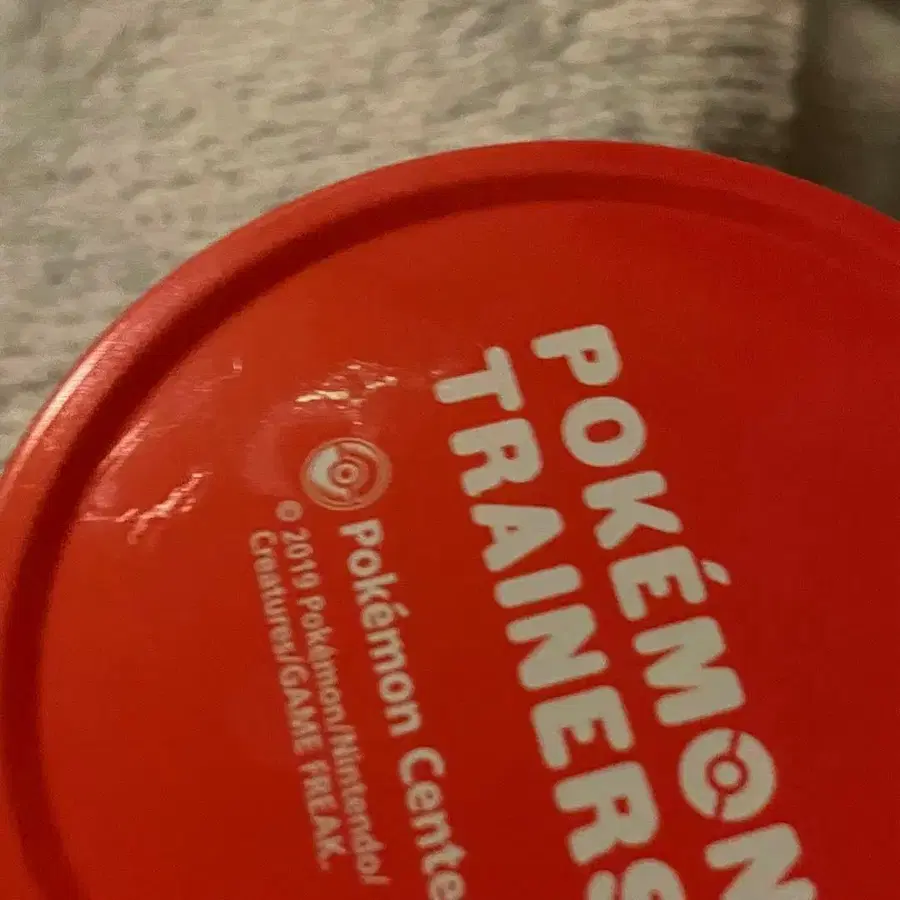 POKÉMON
TRAINERS
Pokémon Cente
© 2019 Pokémon/Nintendo/
Creatures/GAME FREAK.